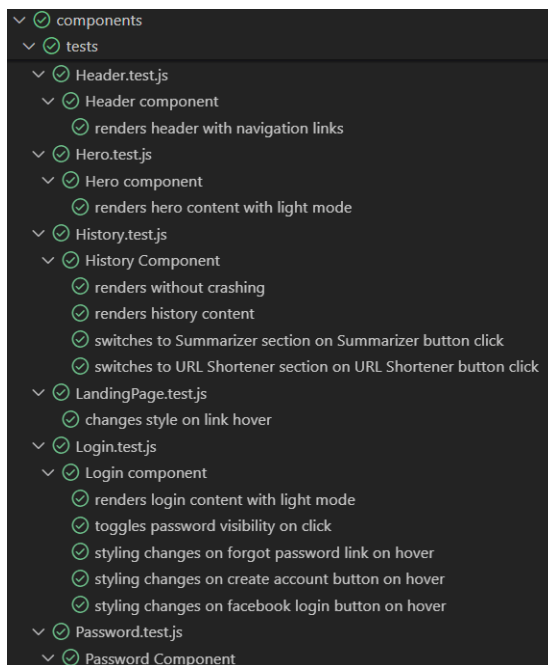 components
tests
Header.test.js
Header component
renders header with navigation links
Hero.test.js
Hero component
renders hero content with light mode
History.test.js
History Component
renders without crashing
renders history content
switches to Summarizer section on Summarizer button click
switches to URL Shortener section on URL Shortener button click
LandingPage.test.js
changes style on link hover
Login.test.js
Login component
renders login content with light mode
toggles password visibility on click
styling changes on forgot password link on hover
styling changes on create account button on hover
styling changes on facebook login button on hover
Password.test.js
Password Component